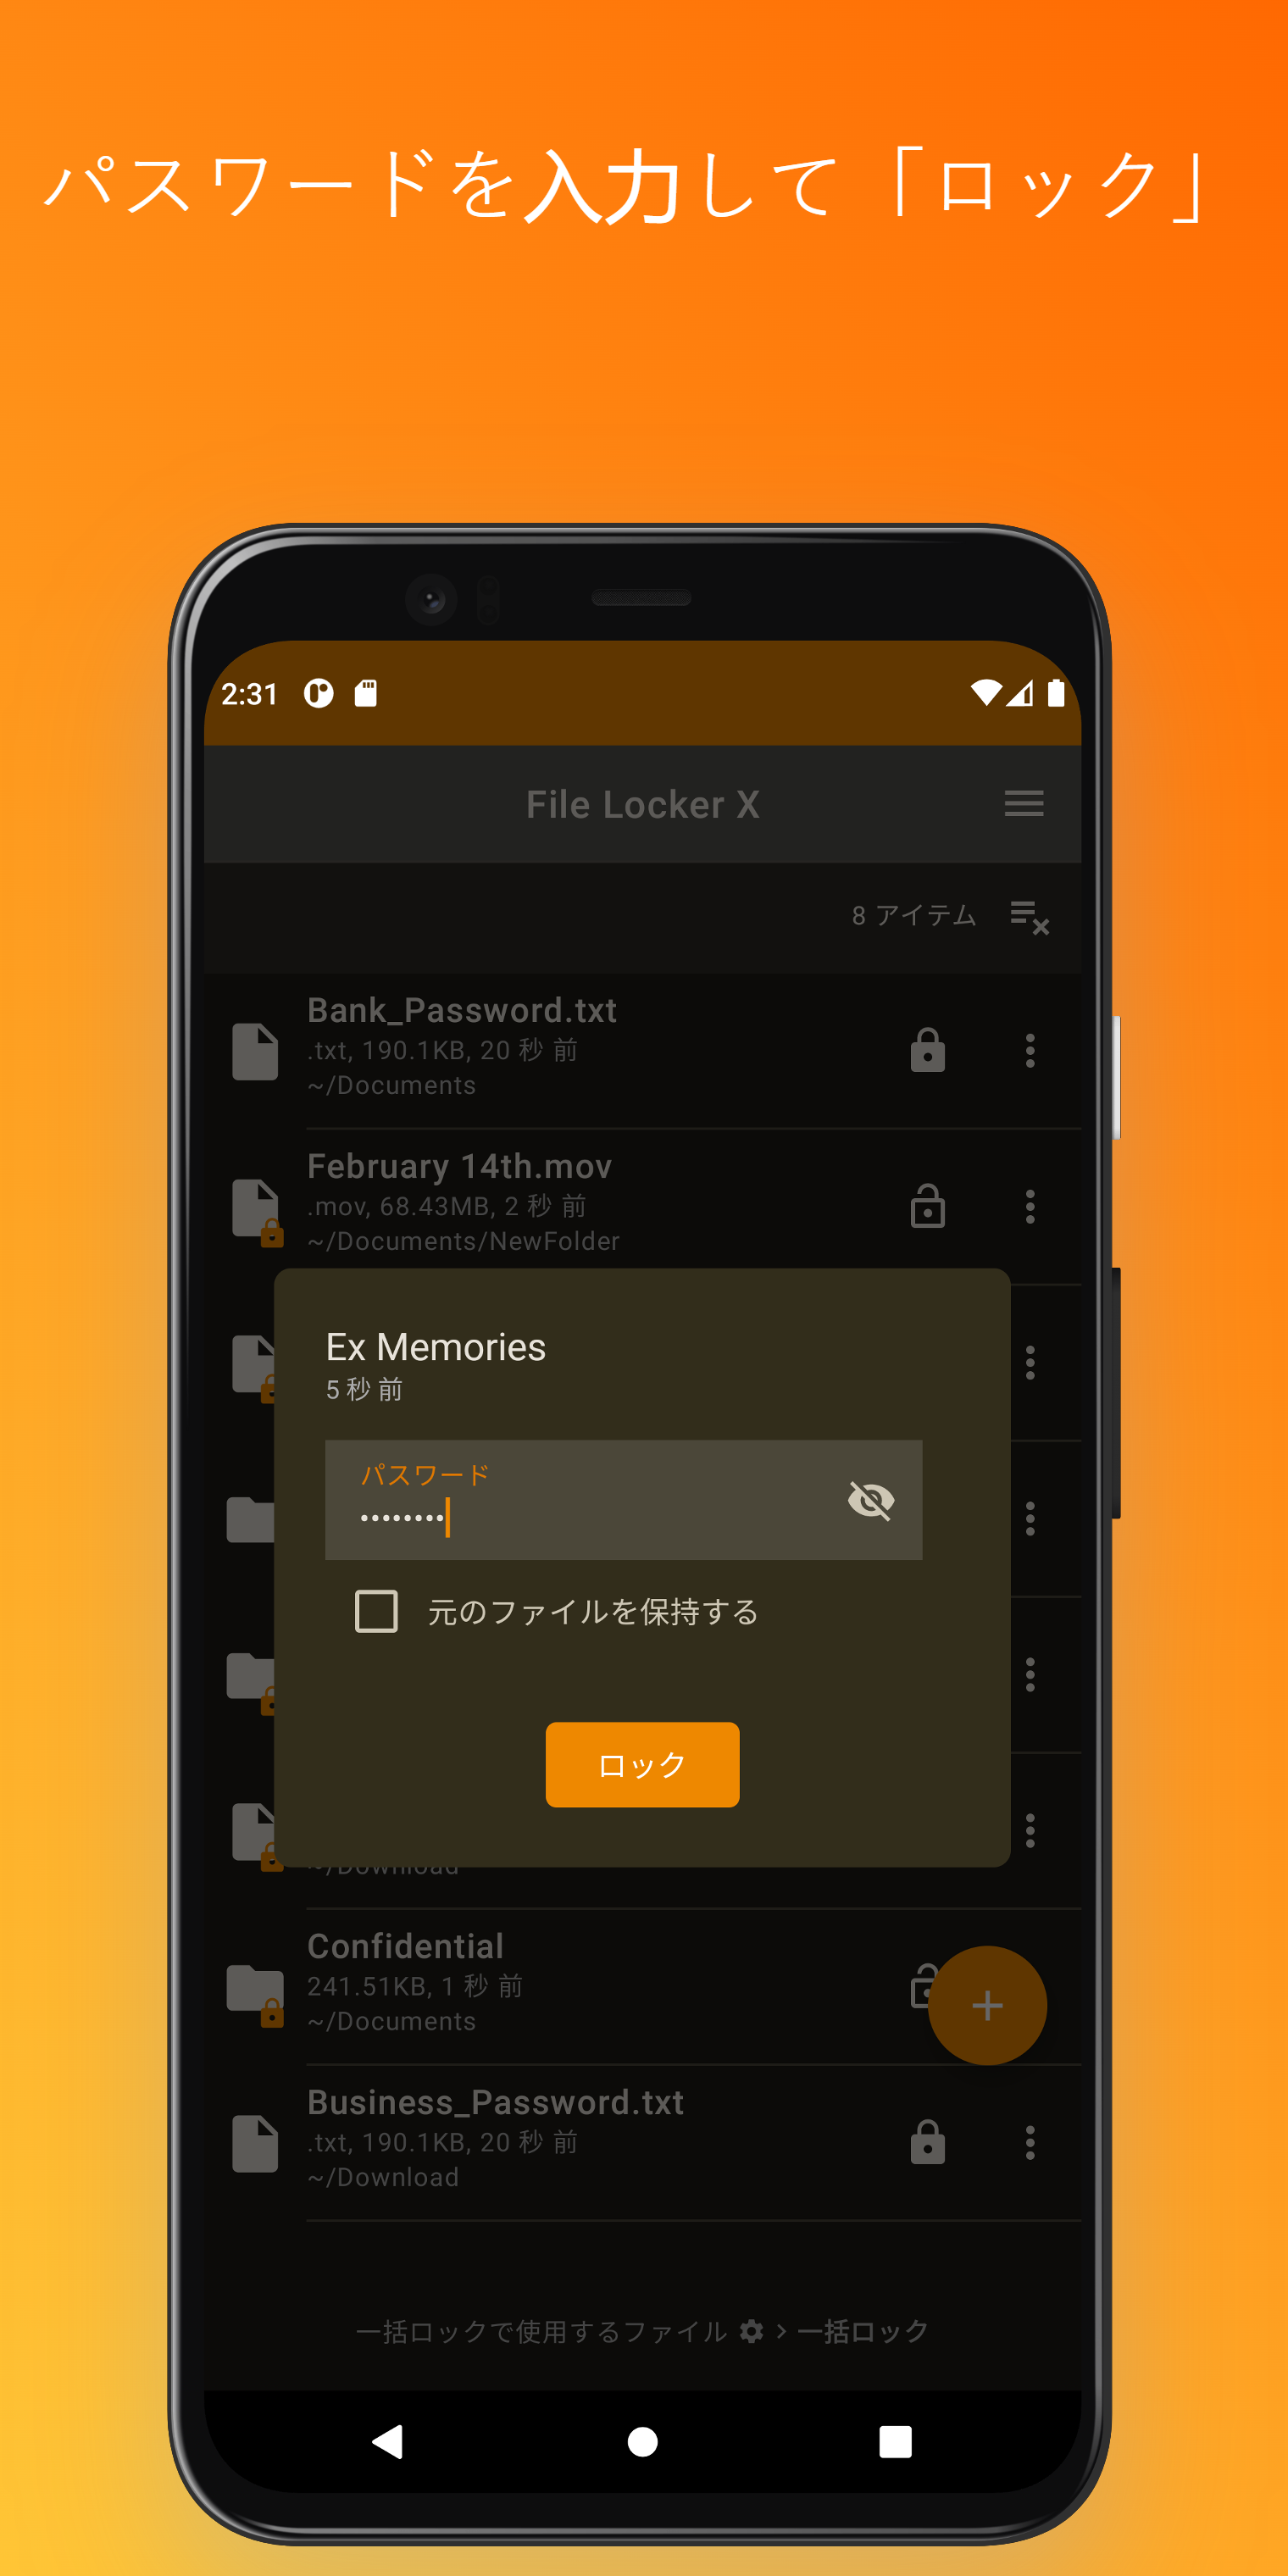 パスワードを入力して「ロック」
2:31
File Locker X
8 アイテム
Bank_Password.txt
.txt, 190.1KB, 20 秒 前
~/Documents
February 14th.mov
.mov, 68.43MB, 2 秒 前
~/Documents/NewFolder
Ex Memories
5 秒 前
パスワード
••••••••
元のファイルを保持する
ロック
~/Download
Confidential
241.51KB, 1 秒 前
~/Documents
Business_Password.txt
.txt, 190.1KB, 20 秒 前
~/Download
一括ロックで使用するファイル > 一括ロック